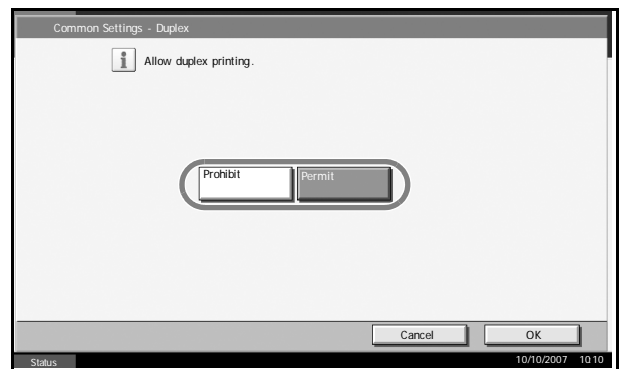 Common Settings - Duplex
Allow duplex printing.
Prohibit
Permit
Cancel
OK
Status
10/10/2007 10:10